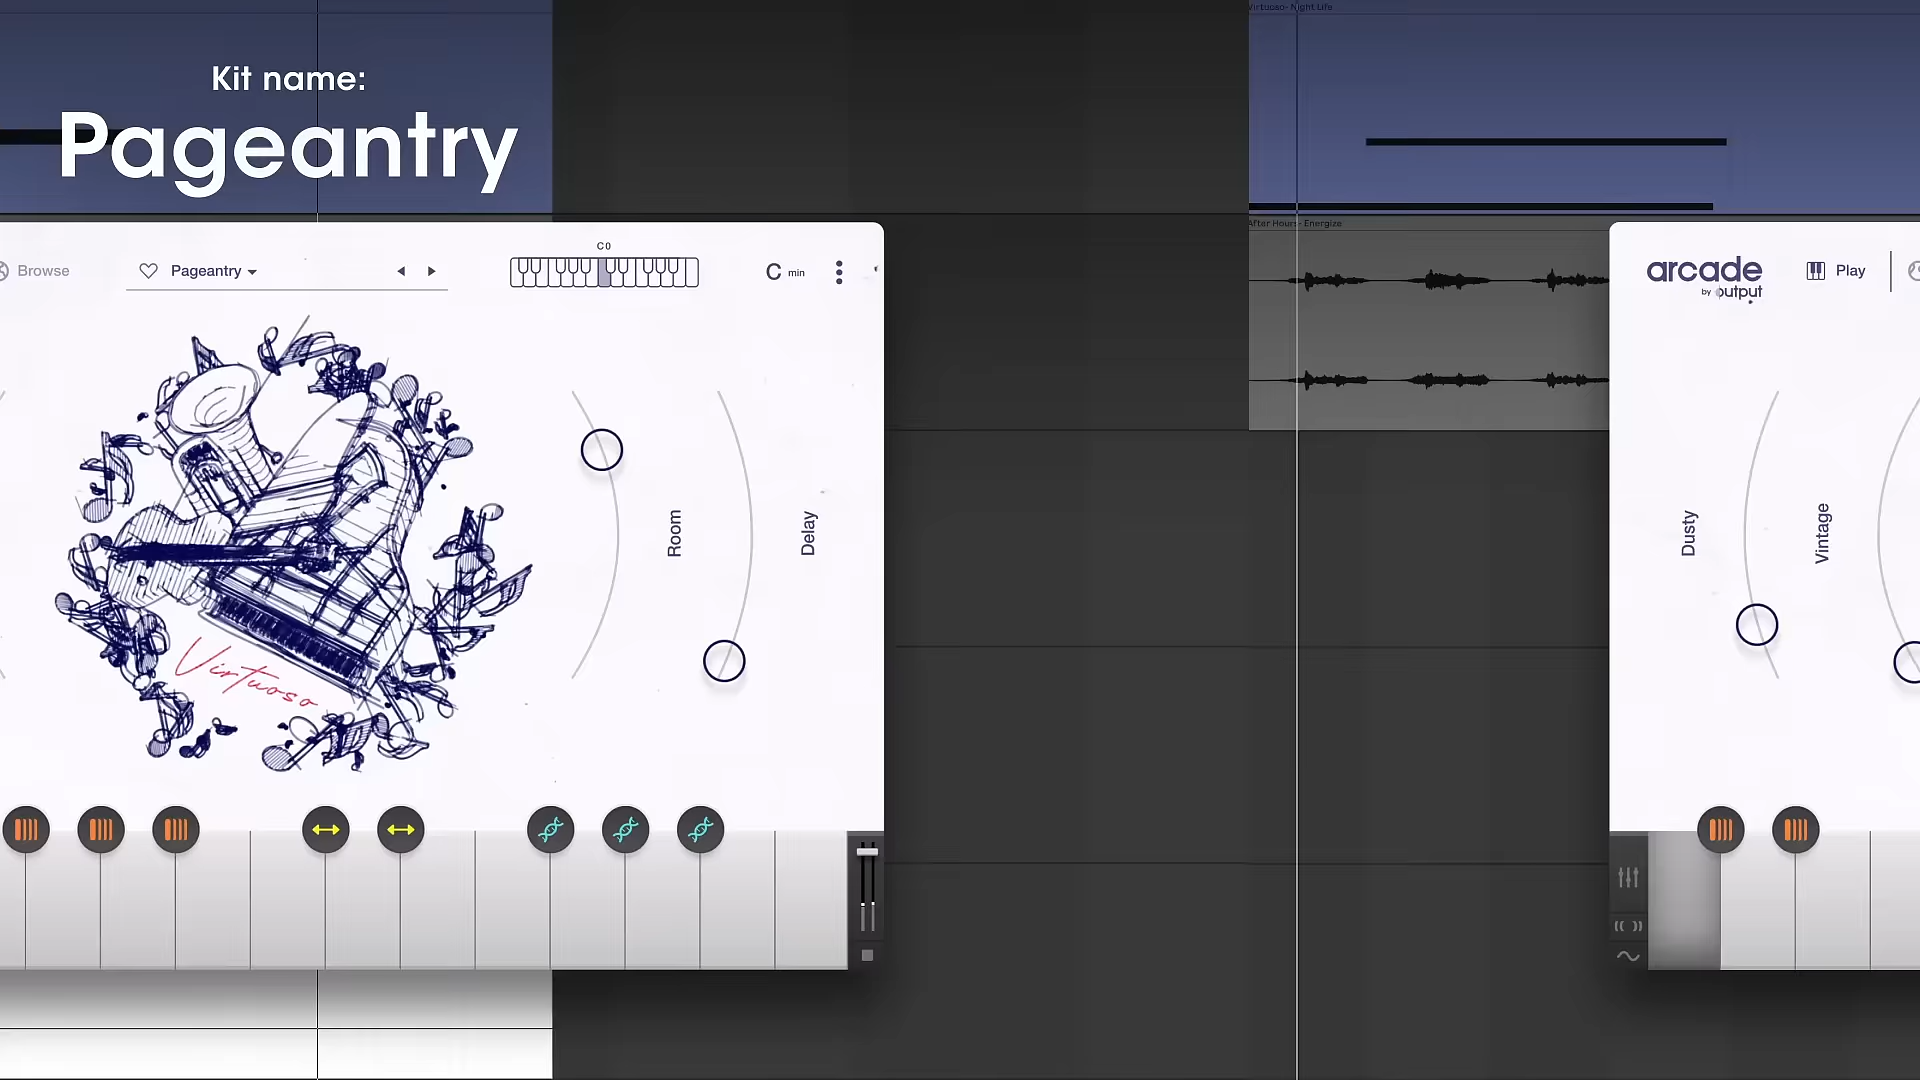 Virtuoso- Night Life
Kit name:
Pageantry
After Hours- Energize
Browse
Pageantry
C0
C min
arcade
by output
Play
Room
Delay
Dusty
Vintage
Virtuoso